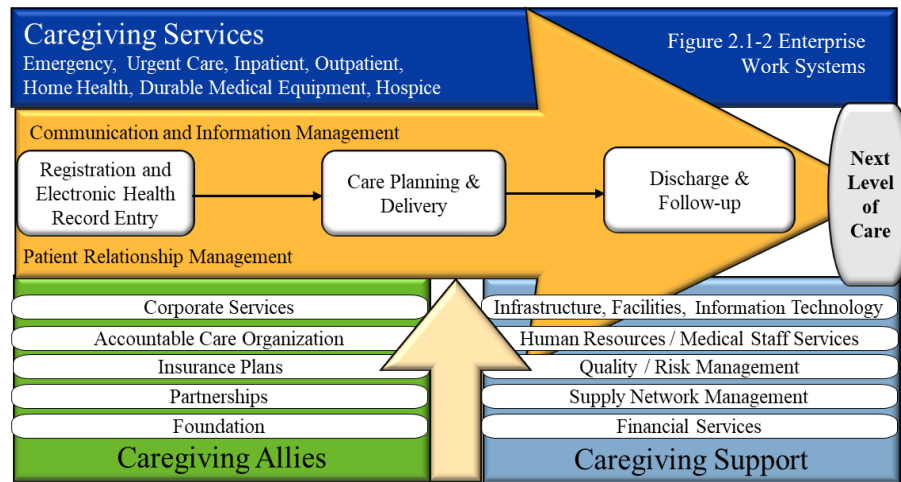 Caregiving Services
Emergency, Urgent Care, Inpatient, Outpatient,
Home Health, Durable Medical Equipment, Hospice
Figure 2.1-2 Enterprise
Work Systems
Communication and Information Management
Registration and
Electronic Health
Record Entry
Care Planning &
Delivery
Discharge &
Follow-up
Next
Level
of
Care
Patient Relationship Management
Corporate Services
Accountable Care Organization
Insurance Plans
Partnerships
Foundation
Caregiving Allies
Infrastructure, Facilities, Information Technology
Human Resources / Medical Staff Services
Quality / Risk Management
Supply Network Management
Financial Services
Caregiving Support